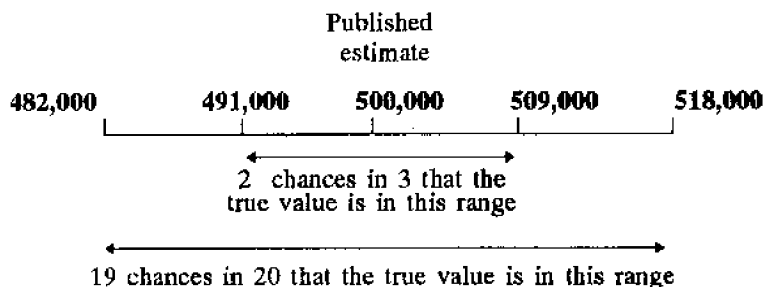 Published
estimate
482,000 491,000 500,000 509,000 518,000
2 chances in 3 that the
true value is in this range
19 chances in 20 that the true value is in this range